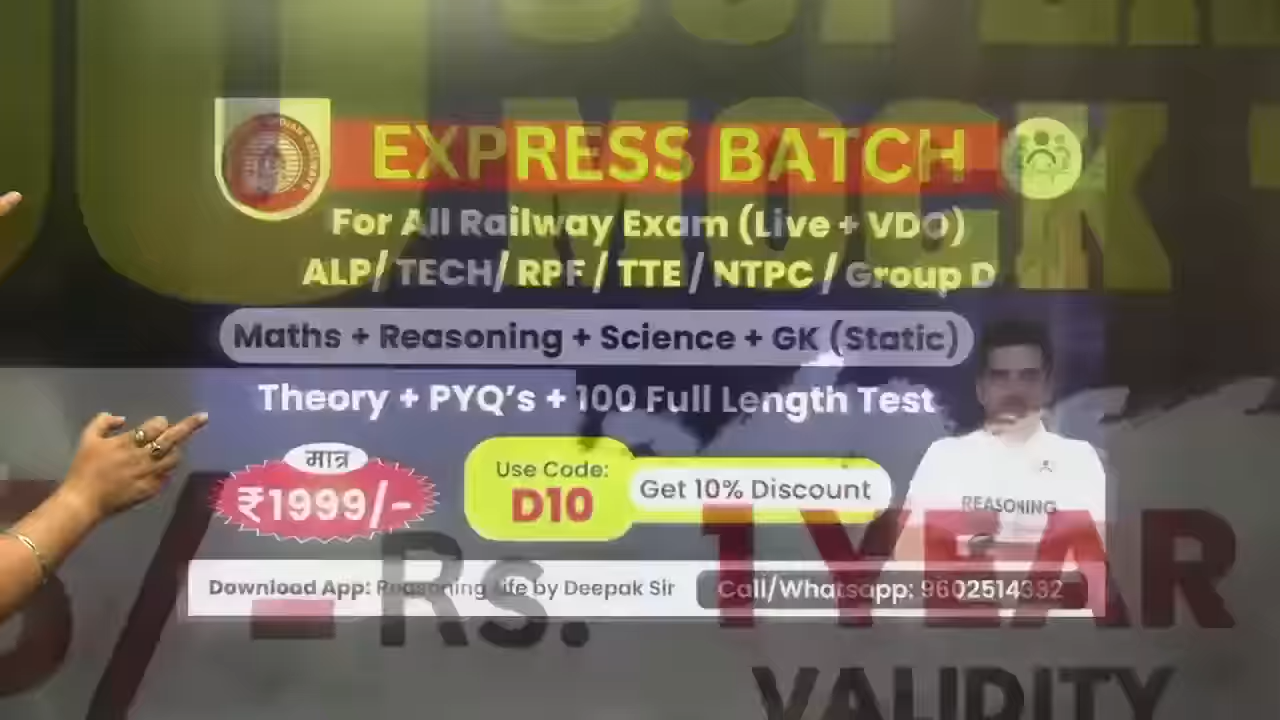 EXPRESS BATCH
For All Railway Exam (Live + VDO)
ALP/ TECH/ RPF / TTE / NTPC / Group D
Maths + Reasoning + Science + GK (Static)
Theory + PYQ's + 100 Full Length Test
मात्र
₹1999/-
Use Code:
D10
Get 10% Discount
REASONING
Download App: Reasoning Life by Deepak Sir
Call/Whatsapp: 9602514332
MOCK
/- Rs.
1 YEAR
VALIDITY